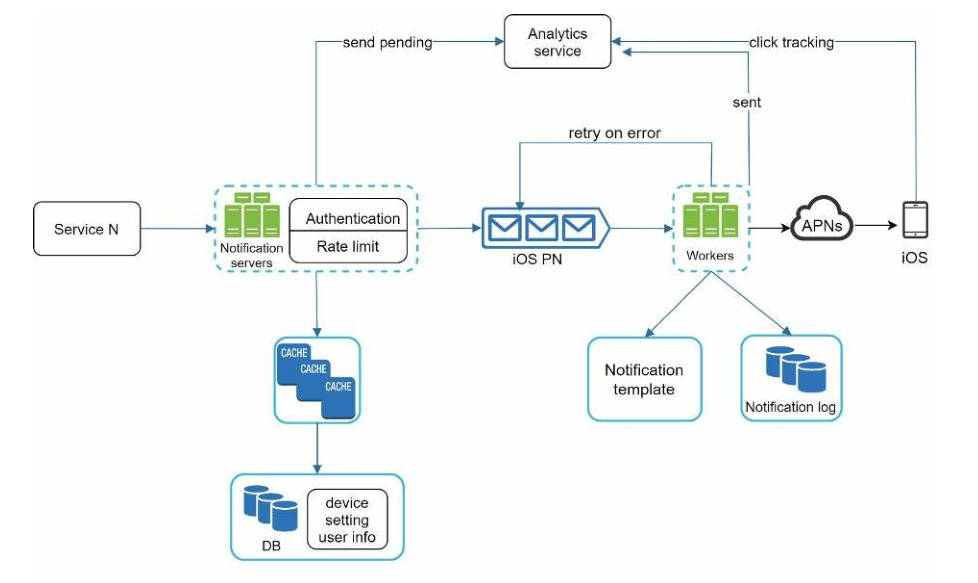 Analytics
service
send pending
click tracking
sent
retry on error
Service N
Notification
servers
Authentication
Rate limit
iOS PN
Workers
APNs
iOS
CACHE
CACHE
CACHE
Notification
template
Notification log
DB
device
setting
user info